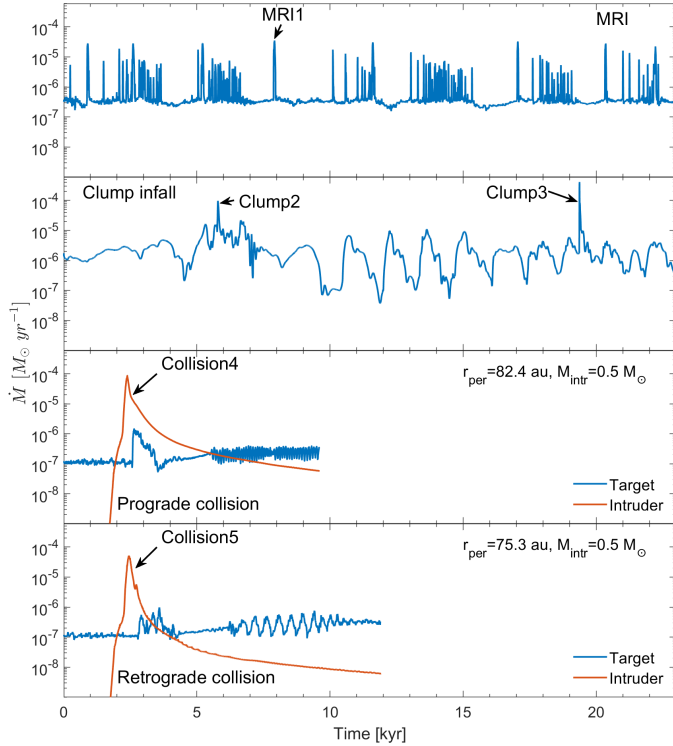 MRI1
MRI
10^-4
10^-5
10^-6
10^-7
10^-8
Clump infall
Clump2
Clump3
10^-4
10^-5
10^-6
10^-7
10^-8
Ṁ [M⊙ yr^−1]
Collision4
r_per=82.4 au, M_intr=0.5 M_⊙
10^-4
10^-5
10^-6
10^-7
10^-8
Prograde collision
Target
Intruder
Collision5
r_per=75.3 au, M_intr=0.5 M_⊙
10^-4
10^-5
10^-6
10^-7
10^-8
Retrograde collision
Target
Intruder
0 5 10 15 20
Time [kyr]